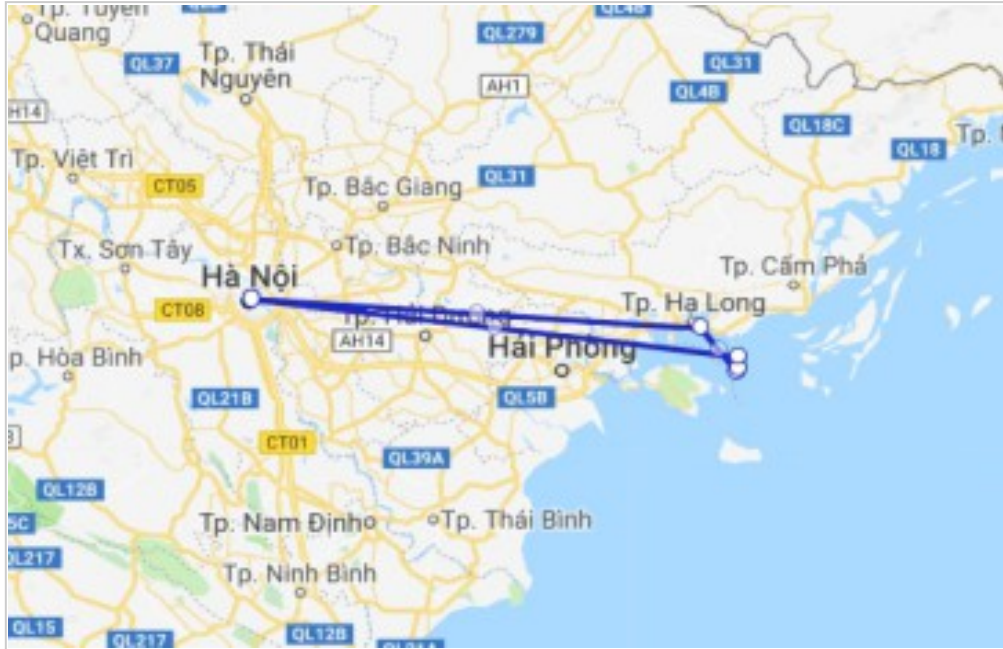 Tp. Tuyên
Quang
QL279
QL4B
QL37
Tp. Thái
Nguyên
QL31
AH1
QL4B
AH14
QL18C
QL18
Tp.
Tp. Việt Trì
CT05
Tp. Bắc Giang
QL31
Tx. Sơn Tây
Tp. Bắc Ninh
Hà Nội
Tp. Cẩm Phả
CT08
Tp. Hạ Long
AH14
Hải Phòng
p. Hòa Bình
QL21B
QL5B
CT01
QL39A
QL12B
5C
Tp. Nam Định
Tp. Thái Bình
QL217
Tp. Ninh Bình
QL15
QL217
QL12B